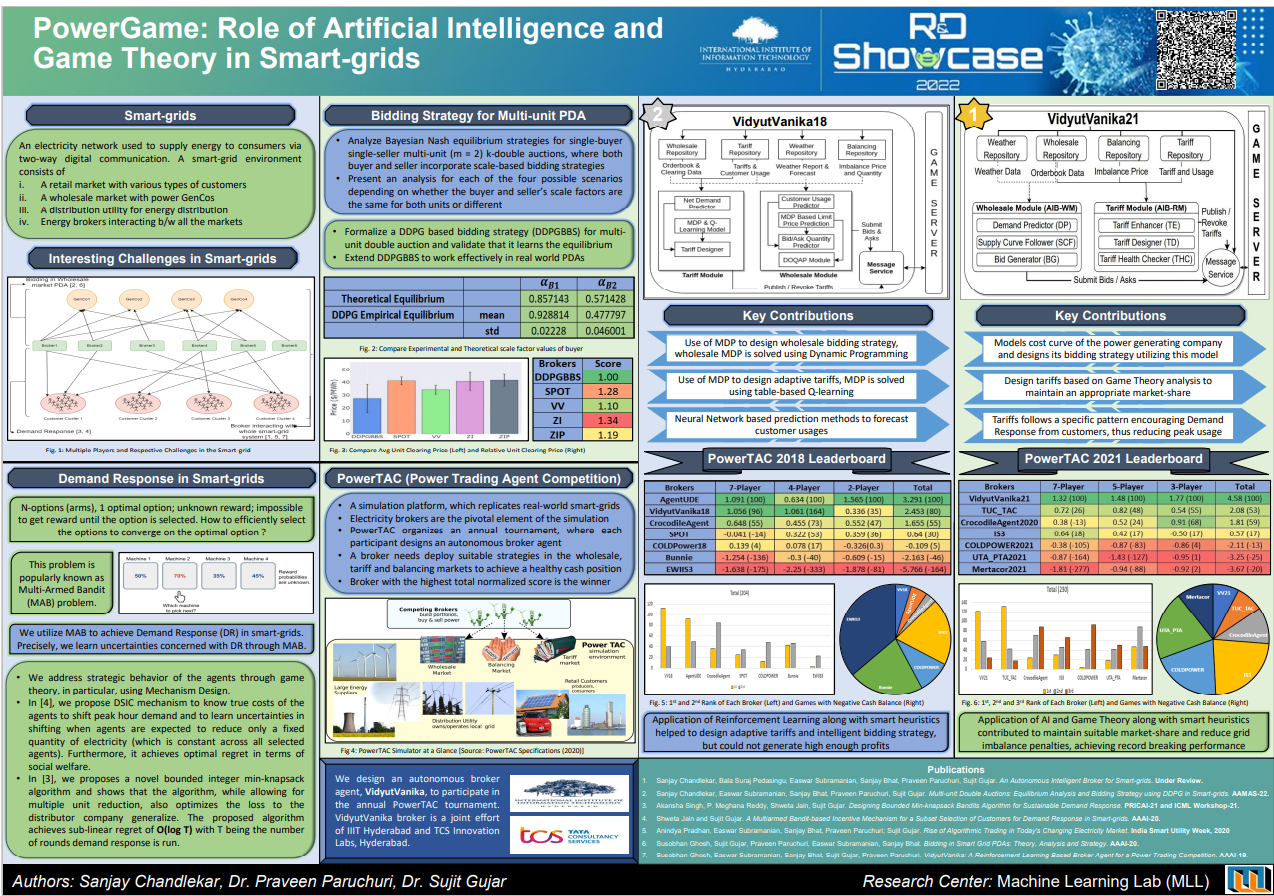 PowerGame: Role of Artificial Intelligence and
Game Theory in Smart-grids
INTERNATIONAL INSTITUTE OF
INFORMATION TECHNOLOGY
HYDERABAD
R&D
Showcase
2022
Smart-grids
An electricity network used to supply energy to consumers via
two-way digital communication. A smart-grid environment
consists of
i. A retail market with various types of customers
ii. A wholesale market with power GenCos
III. A distribution utility for energy distribution
iv. Energy brokers interacting b/w all the markets
Interesting Challenges in Smart-grids
Bidding in Wholesale
market PDA [2, 6]
GenCo1 GenCo2 GenCo3 GenCo4
Broker1 Broker2 Broker3 Broker4 Broker5 Broker6
Customer Cluster 1 Customer Cluster 2 Customer Cluster 3 Customer Cluster 4
Demand Response [3, 4]
Broker interacting with
whole smart-grid
system [1, 5, 7]
Fig. 1: Multiple Players and Respective Challenges in the Smart-grid
Demand Response in Smart-grids
N-options (arms), 1 optimal option; unknown reward; impossible
to get reward until the option is selected. How to efficiently select
the options to converge on the optimal option ?
This problem is
popularly known as
Multi-Armed Bandit
(MAB) problem.
Machine 1 Machine 2 Machine 3 Machine 4
50% 70% 35% 45%
Reward
probabilities
are unknown.
Which machine
to pick next?
We utilize MAB to achieve Demand Response (DR) in smart-grids.
Precisely, we learn uncertainties concerned with DR through MAB.
• We address strategic behavior of the agents through game
theory, in particular, using Mechanism Design.
• In [4], we propose DSIC mechanism to know true costs of the
agents to shift peak hour demand and to learn uncertainties in
shifting when agents are expected to reduce only a fixed
quantity of electricity (which is constant across all selected
agents). Furthermore, it achieves optimal regret in terms of
social welfare.
• In [3], we proposes a novel bounded integer min-knapsack
algorithm and shows that the algorithm, while allowing for
multiple unit reduction, also optimizes the loss to the
distributor company generalize. The proposed algorithm
achieves sub-linear regret of O(log T) with T being the number
of rounds demand response is run.
Bidding Strategy for Multi-unit PDA
• Analyze Bayesian Nash equilibrium strategies for single-buyer
single-seller multi-unit (m = 2) k-double auctions, where both
buyer and seller incorporate scale-based bidding strategies
• Present an analysis for each of the four possible scenarios
depending on whether the buyer and seller's scale factors are
the same for both units or different
• Formalize a DDPG based bidding strategy (DDPGBBS) for multi-
unit double auction and validate that it learns the equilibrium
• Extend DDPGBBS to work effectively in real world PDAs
αB1 αB2
Theoretical Equilibrium 0.857143 0.571428
DDPG Empirical Equilibrium mean 0.928814 0.477797
std 0.02228 0.046001
Fig. 2: Compare Experimental and Theoretical scale factor values of buyer
Price ($/MWh)
50
40
30
20
10
0
DDPGBBS SPOT VV ZI ZIP
Brokers Score
DDPGBBS 1.00
SPOT 1.28
VV 1.10
ZI 1.34
ZIP 1.19
Fig. 3: Compare Avg Unit Clearing Price (Left) and Relative Unit Clearing Price (Right)
PowerTAC (Power Trading Agent Competition)
• A simulation platform, which replicates real-world smart-grids
• Electricity brokers are the pivotal element of the simulation
• PowerTAC organizes an annual tournament, where each
participant designs an autonomous broker agent
• A broker needs deploy suitable strategies in the wholesale,
tariff and balancing markets to achieve a healthy cash position
• Broker with the highest total normalized score is the winner
Competing Brokers
build portfolios,
buy & sell power
Power TAC
simulation
environment
Wholesale
Market
Balancing
Market
Tariff
market
Large Energy
Suppliers
Retail Customers
producers,
consumers
Distribution Utility
owns/operates local grid
Fig 4: PowerTAC Simulator at a Glance [Source: PowerTAC Specifications (2020)]
We design an autonomous broker
agent, VidyutVanika, to participate in
the annual PowerTAC tournament.
VidyutVanika broker is a joint effort
of IIIT Hyderabad and TCS Innovation
Labs, Hyderabad.
INTERNATIONAL INSTITUTE OF
INFORMATION TECHNOLOGY
HYDERABAD
tcs TATA
CONSULTANCY
SERVICES
2
VidyutVanika18
Wholesale
Repository
Tariff
Repository
Weather
Repository
Balancing
Repository
Orderbook &
Clearing Data
Tariffs &
Customer Usage
Weather Report &
Forecast
Imbalance Price
and Quantity
Net Demand
Predictor
MDP & Q-
Learning Model
Tariff Designer
Tariff Module
Customer Usage
Predictor
MDP Based Limit
Price Prediction
Bid/Ask Quantity
Predictor
DOQAP Module
Wholesale Module
Submit
Bids &
Asks
Message
Service
Publish / Revoke Tariffs
GAME SERVER
Key Contributions
Use of MDP to design wholesale bidding strategy,
wholesale MDP is solved using Dynamic Programming
Use of MDP to design adaptive tariffs, MDP is solved
using table-based Q-learning
Neural Network based prediction methods to forecast
customer usages
PowerTAC 2018 Leaderboard
Brokers 7-Player 4-Player 2-Player Total
AgentUDE 1.091 (100) 0.634 (100) 1.565 (100) 3.291 (100)
VidyutVanika18 1.056 (96) 1.061 (164) 0.336 (35) 2.453 (80)
CrocodileAgent 0.648 (55) 0.455 (73) 0.552 (47) 1.655 (55)
SPOT -0.041 (-14) 0.322 (53) 0.359 (36) 0.64 (30)
COLDPower18 0.139 (4) 0.078 (17) -0.326(0.3) -0.109 (5)
Bunnie -1.254 (-136) -0.3 (-40) -0.609 (-15) -2.163 (-46)
EWIIS3 -1.638 (-175) -2.25 (-333) -1.878 (-81) -5.766 (-164)
Total (204)
VV18 AgentUDE CrocodileAgent SPOT COLDPOWER Bunnie EWIIS3
EWIIS3
VV18
SPOT
COLDPOWER
Bunnie
Fig. 5: 1st and 2nd Rank of Each Broker (Left) and Games with Negative Cash Balance (Right)
Application of Reinforcement Learning along with smart heuristics
helped to design adaptive tariffs and intelligent bidding strategy,
but could not generate high enough profits
1
VidyutVanika21
Weather
Repository
Wholesale
Repository
Balancing
Repository
Tariff
Repository
Weather Data
Orderbook Data
Imbalance Price
Tariff and Usage
Wholesale Module (AIB-WM)
Demand Predictor (DP)
Supply Curve Follower (SCF)
Bid Generator (BG)
Tariff Module (AIB-RM)
Tariff Enhancer (TE)
Tariff Designer (TD)
Tariff Health Checker (THC)
Publish /
Revoke
Tariffs
Message
Service
Submit Bids / Asks
GAME SERVER
Key Contributions
Models cost curve of the power generating company
and designs its bidding strategy utilizing this model
Design tariffs based on Game Theory analysis to
maintain an appropriate market-share
Tariffs follows a specific pattern encouraging Demand
Response from customers, thus reducing peak usage
PowerTAC 2021 Leaderboard
Brokers 7-Player 5-Player 3-Player Total
VidyutVanika21 1.32 (100) 1.48 (100) 1.77 (100) 4.58 (100)
TUC_TAC 0.72 (26) 0.82 (48) 0.54 (55) 2.08 (53)
CrocodileAgent2020 0.38 (-13) 0.52 (24) 0.91 (68) 1.81 (59)
IS3 0.64 (18) 0.42 (17) -0.50 (17) 0.57 (17)
COLDPOWER2021 -0.38 (-105) -0.87 (-83) -0.86 (4) -2.11 (-13)
UTA_PTA2021 -0.87 (-164) -1.43 (-127) -0.95 (1) -3.25 (-25)
Mertacor2021 -1.81 (-277) -0.94 (-88) -0.92 (2) -3.67 (-20)
Total (230)
VV21 TUC_TAC CrocodileAgent IS3 COLDPOWER UTA_PTA Mertacor
1st 2nd 3rd
Mertacor
VV21
TUC_TAC
CrocodileAgent
UTA_PTA
COLDPOWER
IS3
Fig. 6: 1st, 2nd and 3rd Rank of Each Broker (Left) and Games with Negative Cash Balance (Right)
Application of AI and Game Theory along with smart heuristics
contributed to maintain suitable market-share and reduce grid
imbalance penalties, achieving record breaking performance
Publications
1. Sanjay Chandlekar, Bala Suraj Pedasingu, Easwar Subramanian, Sanjay Bhat, Praveen Paruchuri, Sujit Gujar. An Autonomous Intelligent Broker for Smart-grids. Under Review.
2. Sanjay Chandlekar, Easwar Subramanian, Sanjay Bhat, Praveen Paruchuri, Sujit Gujar. Multi-unit Double Auctions: Equilibrium Analysis and Bidding Strategy using DDPG in Smart-grids. AAMAS-22.
3. Akansha Singh, P. Meghana Reddy, Shweta Jain, Sujit Gujar. Designing Bounded Min-knapsack Bandits Algorithm for Sustainable Demand Response. PRICAI-21 and ICML Workshop-21.
4. Shweta Jain and Sujit Gujar. A Multiarmed Bandit-based Incentive Mechanism for a Subset Selection of Customers for Demand Response in Smart-grids. AAAI-20.
5. Anindya Pradhan, Easwar Subramanian, Sanjay Bhat, Praveen Paruchuri, Sujit Gujar. Rise of Algorithmic Trading in Today's Changing Electricity Market. India Smart Utility Week, 2020
6. Susobhan Ghosh, Sujit Gujar, Praveen Paruchuri, Easwar Subramanian, Sanjay Bhat. Bidding in Smart Grid PDAs: Theory, Analysis and Strategy. AAAI-20.
7. Susobhan Ghosh, Easwar Subramanian, Sanjay Bhat, Sujit Gujar, Praveen Paruchuri. VidyutVanika: A Reinforcement Learning Based Broker Agent for a Power Trading Competition. AAAI-19.
Authors: Sanjay Chandlekar, Dr. Praveen Paruchuri, Dr. Sujit Gujar
Research Center: Machine Learning Lab (MLL)